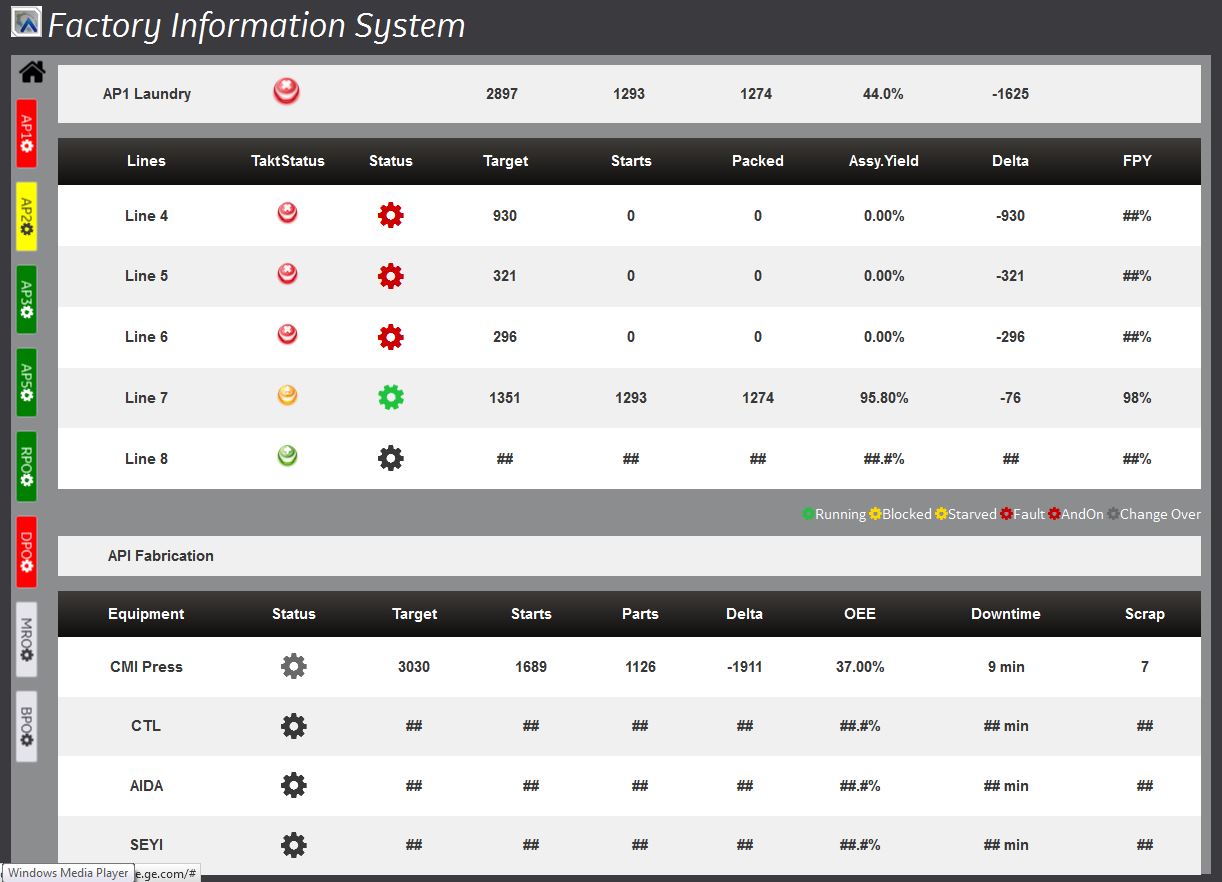 Factory Information System
AP1 Laundry 2897 1293 1274 44.0% -1625
Lines TaktStatus Status Target Starts Packed Assy.Yield Delta FPY
Line 4 930 0 0 0.00% -930 ##%
Line 5 321 0 0 0.00% -321 ##%
Line 6 296 0 0 0.00% -296 ##%
Line 7 1351 1293 1274 95.80% -76 98%
Line 8 ## ## ## ##.#% ## ##%
Running Blocked Starved Fault AndOn Change Over
API Fabrication
Equipment Status Target Starts Parts Delta OEE Downtime Scrap
CMI Press 3030 1689 1126 -1911 37.00% 9 min 7
CTL ## ## ## ## ##.#% ## min ##
AIDA ## ## ## ## ##.#% ## min ##
SEYI ## ## ## ## ##.#% ## min ##
AP1
AP2
AP3
AP5
RPO
DPO
MRO
BPO
Windows Media Player e.ge.com/#